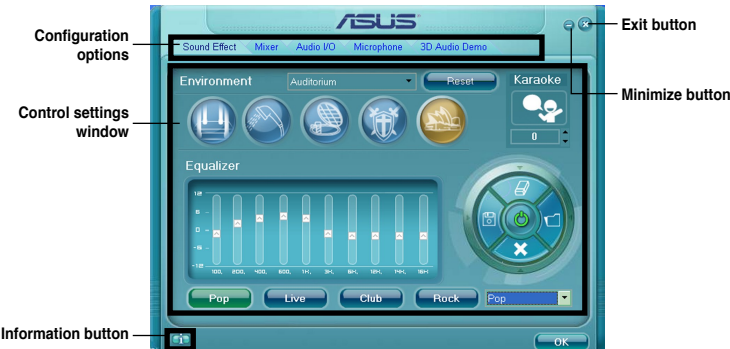 ASUS
Configuration options
Sound Effect Mixer Audio I/O Microphone 3D Audio Demo
Exit button
Minimize button
Control settings window
Environment Auditorium Reset Karaoke
0
Equalizer
12
6
0
-6
-12
100, 200, 400, 600, 1K, 3K, 6K, 12K, 14K, 16K
Pop Live Club Rock Pop
Information button
OK